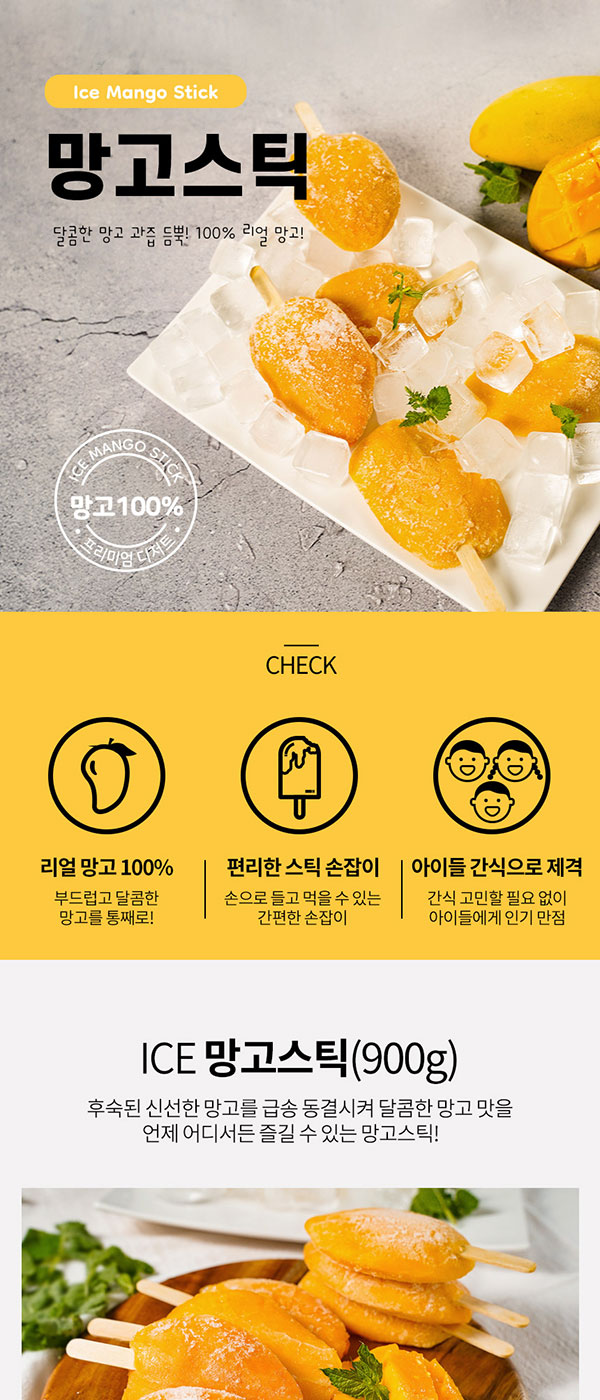 Ice Mango Stick
망고스틱
달콤한 망고 과즙 듬뿍! 100% 리얼 망고!
ICE MANGO STICK
망고100%
프리미엄 디저트
CHECK
리얼 망고 100%
부드럽고 달콤한
망고를 통째로!
편리한 스틱 손잡이
손으로 들고 먹을 수 있는
간편한 손잡이
아이들 간식으로 제격
간식 고민할 필요 없이
아이들에게 인기 만점
ICE 망고스틱(900g)
후숙된 신선한 망고를 급송 동결시켜 달콤한 망고 맛을
언제 어디서든 즐길 수 있는 망고스틱!